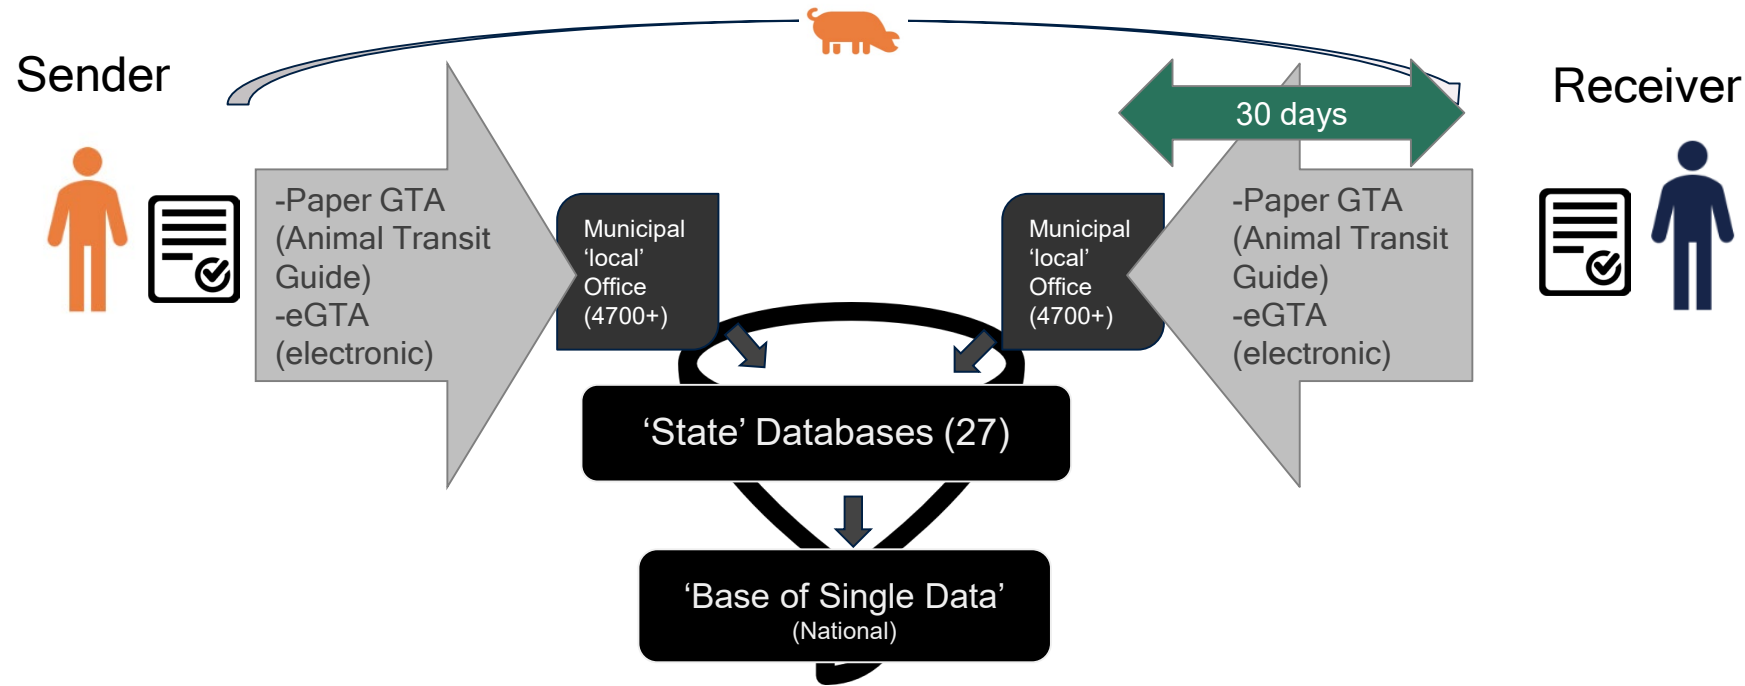 Sender
Receiver
30 days
-Paper GTA
(Animal Transit
Guide)
-eGTA
(electronic)
Municipal
‘local’
Office
(4700+)
Municipal
‘local’
Office
(4700+)
-Paper GTA
(Animal Transit
Guide)
-eGTA
(electronic)
‘State’ Databases (27)
‘Base of Single Data’
(National)